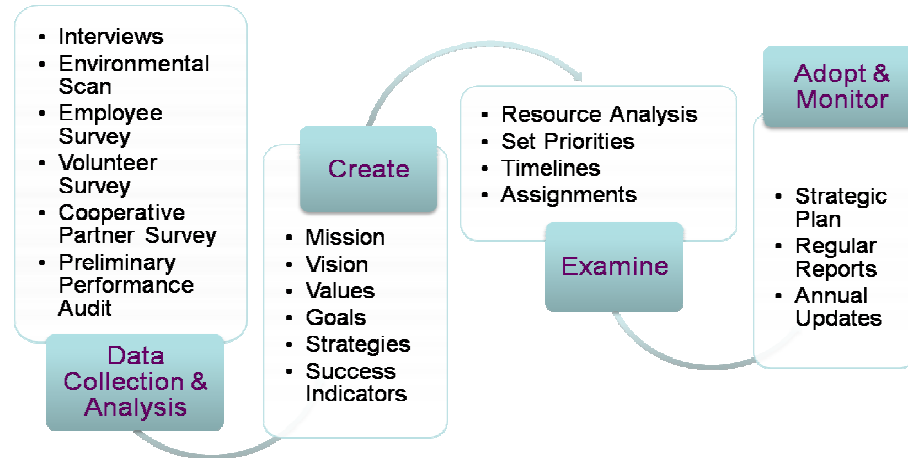 • Interviews
• Environmental
Scan
• Employee
Survey
• Volunteer
Survey
• Cooperative
Partner Survey
• Preliminary
Performance
Audit
Data
Collection &
Analysis
Create
• Mission
• Vision
• Values
• Goals
• Strategies
• Success
Indicators
• Resource Analysis
• Set Priorities
• Timelines
• Assignments
Examine
Adopt &
Monitor
• Strategic
Plan
• Regular
Reports
• Annual
Updates